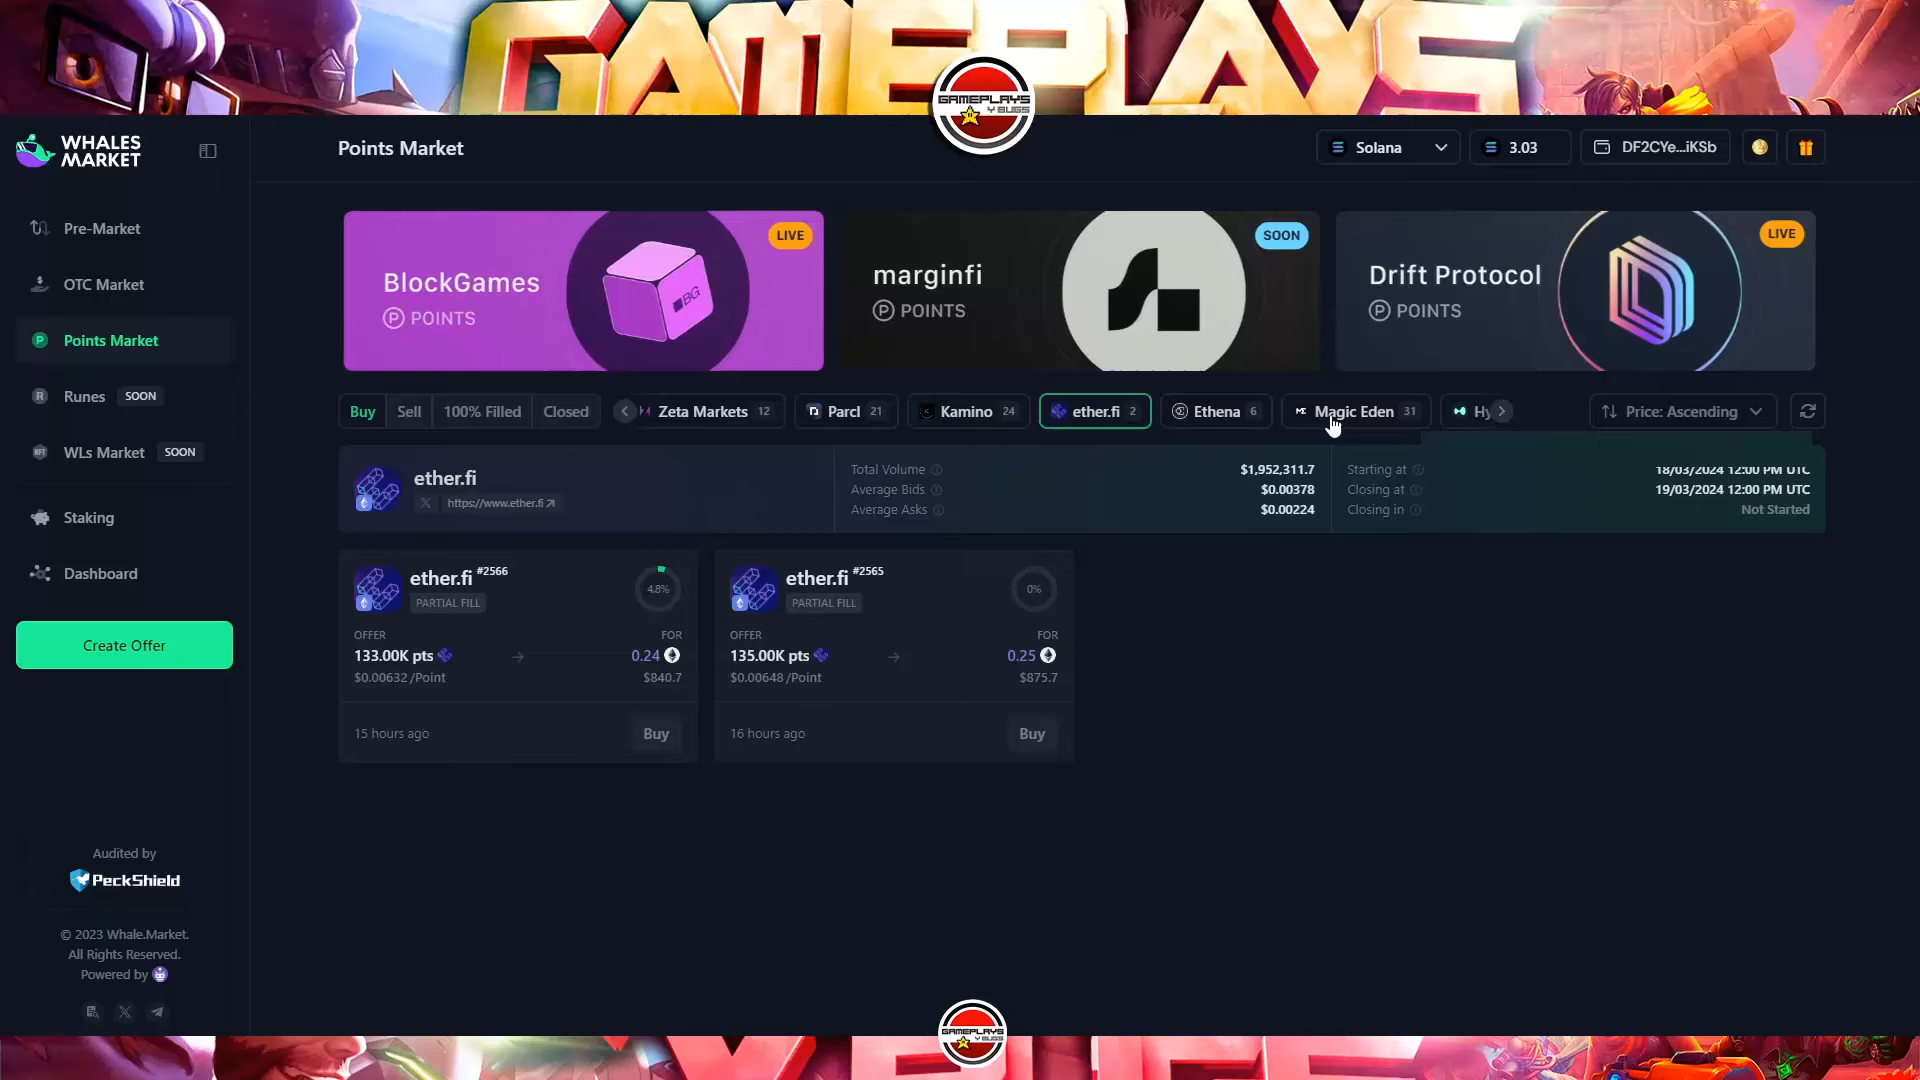 GAMEPLAYS
GAMEPLAYS
Y BUGS
WHALES
MARKET
Points Market
Solana
3.03
DF2CYe...iKSb
Pre-Market
OTC Market
Points Market
Runes SOON
WLs Market SOON
Staking
Dashboard
Create Offer
BlockGames
POINTS
LIVE
BG
marginfi
POINTS
SOON
Drift Protocol
POINTS
LIVE
Buy Sell 100% Filled Closed
Zeta Markets 12 Parcl 21 Kamino 24 ether.fi 2 Ethena 6 Magic Eden 31 Hy
Price: Ascending
ether.fi
https://www.ether.fi
Total Volume $1,952,311.7
Average Bids $0.00378
Average Asks $0.00224
Starting at 18/03/2024 12:00 PM UTC
Closing at 19/03/2024 12:00 PM UTC
Closing in Not Started
ether.fi #2566
PARTIAL FILL
4.8%
OFFER FOR
133.00K pts → 0.24
$0.00632 /Point $840.7
15 hours ago Buy
ether.fi #2565
PARTIAL FILL
0%
OFFER FOR
135.00K pts → 0.25
$0.00648 /Point $875.7
16 hours ago Buy
Audited by
PeckShield
© 2023 Whale.Market.
All Rights Reserved.
Powered by
GAMEPLAYS
Y BUGS